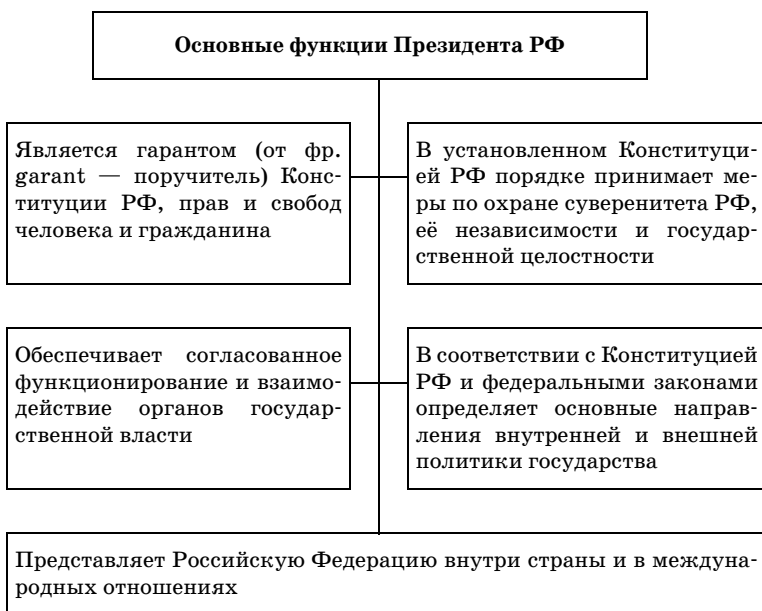 Основные функции Президента РФ
Является гарантом (от фр.
garant — поручитель) Конс-
титуции РФ, прав и свобод
человека и гражданина
В установленном Конституци-
ей РФ порядке принимает ме-
ры по охране суверенитета РФ,
её независимости и государ-
ственной целостности
Обеспечивает согласованное
функционирование и взаимо-
действие органов государ-
ственной власти
В соответствии с Конституцией
РФ и федеральными законами
определяет основные направ-
ления внутренней и внешней
политики государства
Представляет Российскую Федерацию внутри страны и в междуна-
родных отношениях